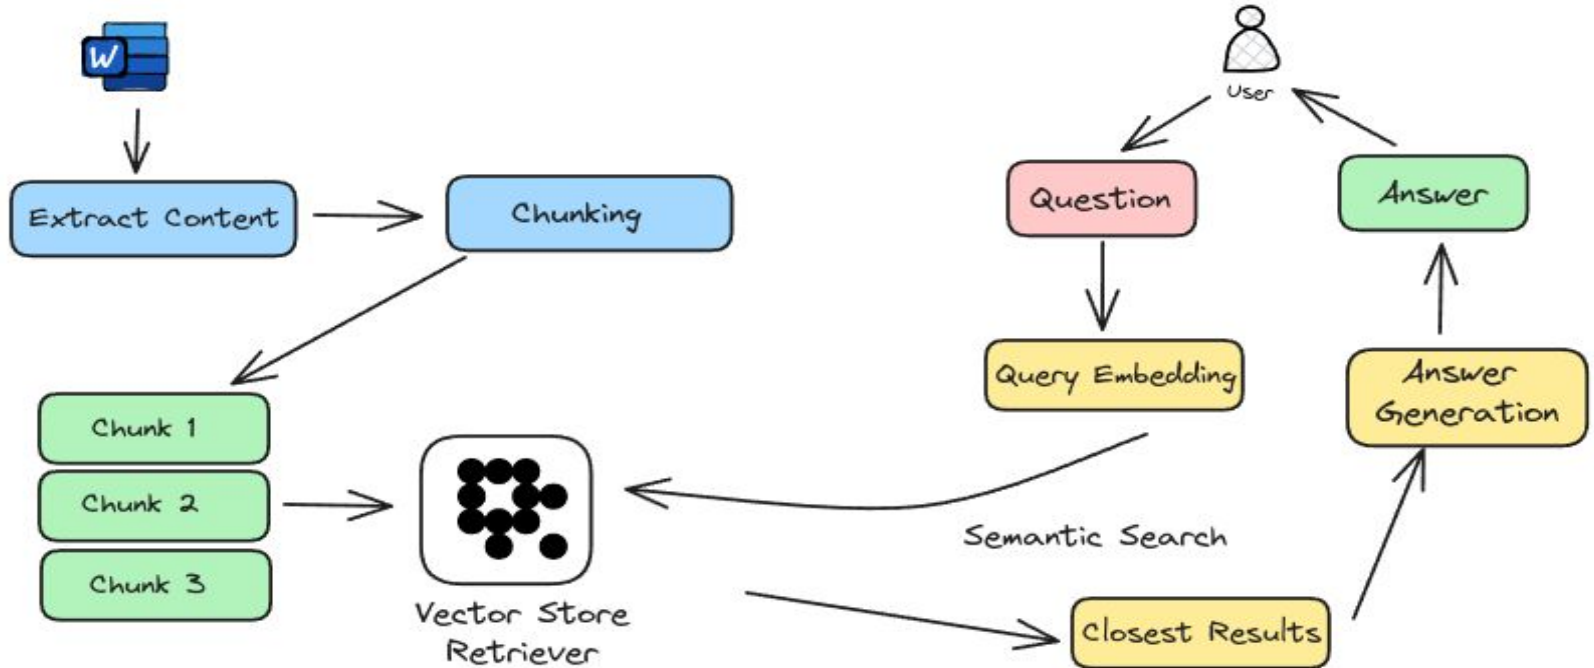 W
User
Extract Content
Chunking
Question
Answer
Query Embedding
Answer
Generation
Chunk 1
Chunk 2
Chunk 3
Semantic Search
Vector Store
Retriever
Closest Results